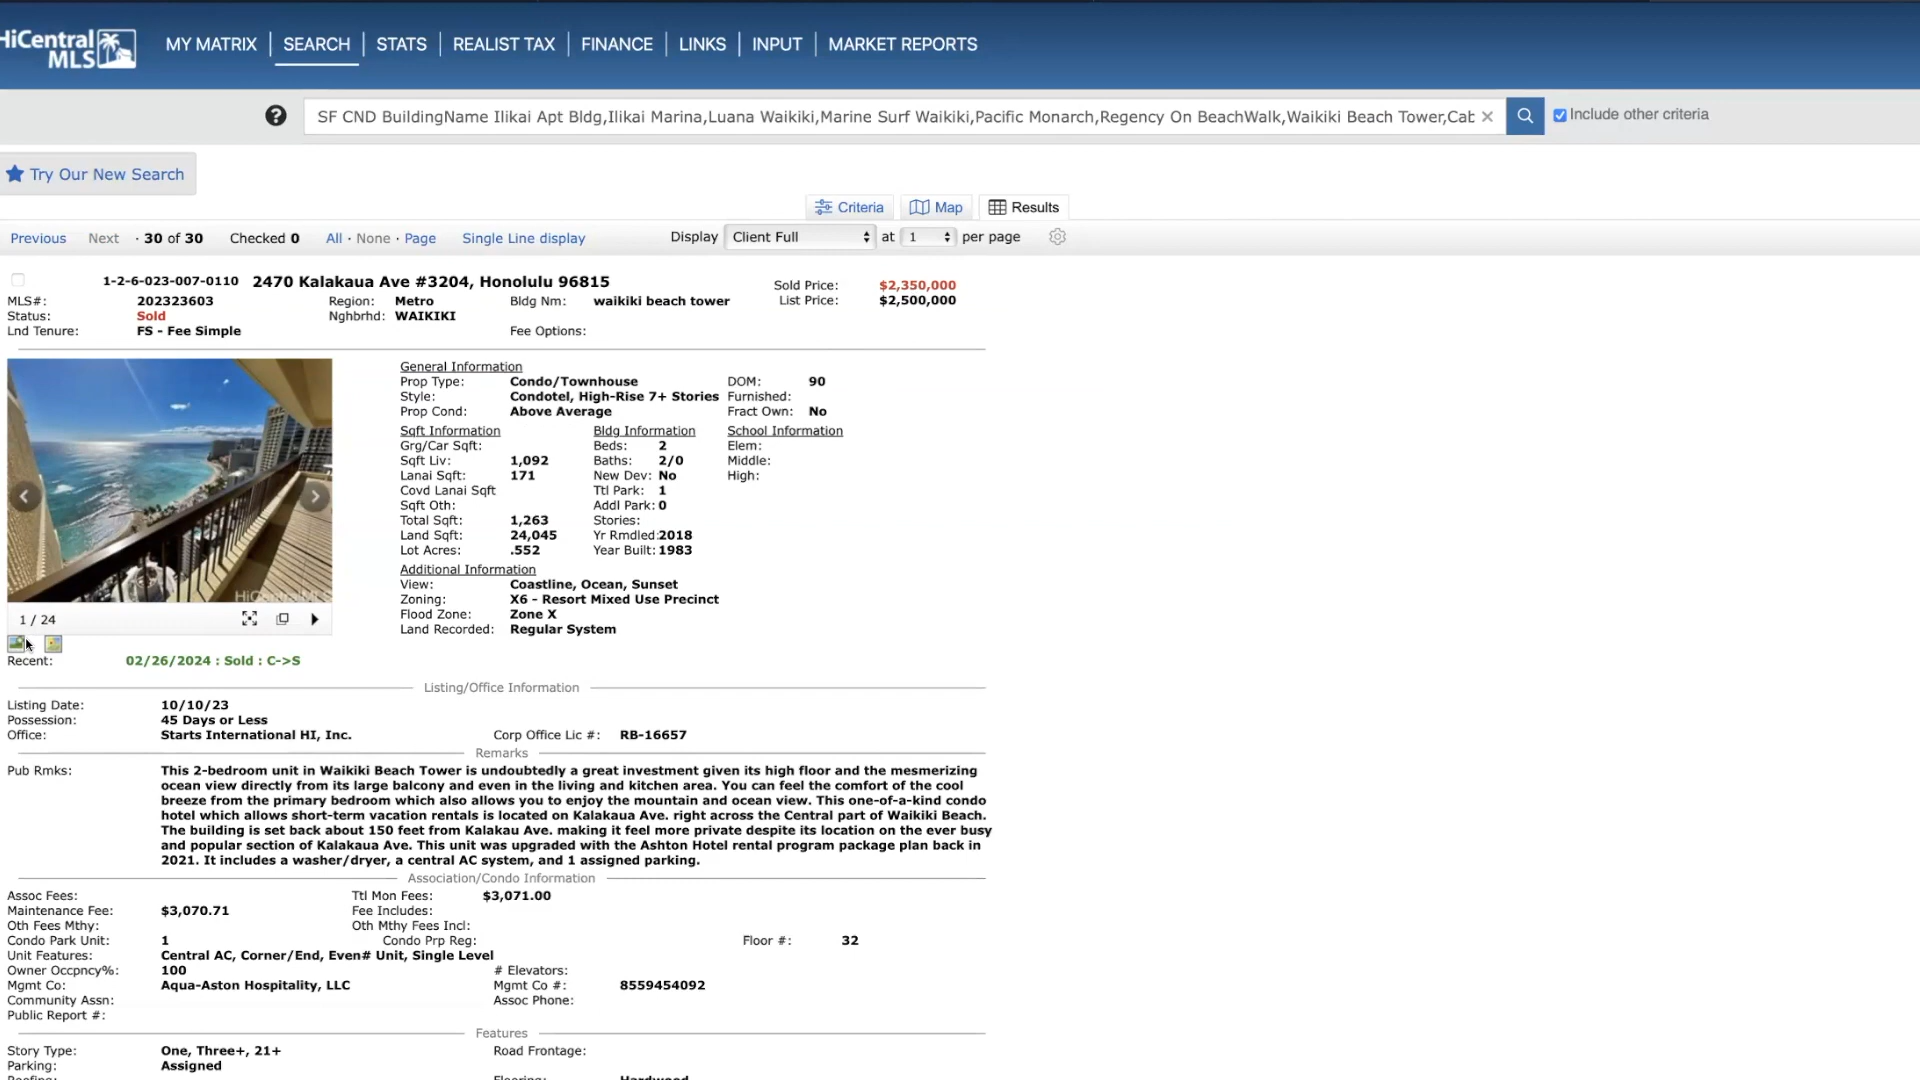 HiCentral MLS MY MATRIX SEARCH STATS REALIST TAX FINANCE LINKS INPUT MARKET REPORTS
? SF CND BuildingName Ilikai Apt Bldg,Ilikai Marina,Luana Waikiki,Marine Surf Waikiki,Pacific Monarch,Regency On BeachWalk,Waikiki Beach Tower,Cab Include other criteria
Try Our New Search
Criteria Map Results
Previous Next · 30 of 30 Checked 0 All · None · Page Single Line display Display Client Full at 1 per page
1-2-6-023-007-0110 2470 Kalakaua Ave #3204, Honolulu 96815 Sold Price: $2,350,000
MLS#: 202323603 Region: Metro Bldg Nm: waikiki beach tower List Price: $2,500,000
Status: Sold Nghbrhd: WAIKIKI
Lnd Tenure: FS - Fee Simple Fee Options:
General Information
Prop Type: Condo/Townhouse DOM: 90
Style: Condotel, High-Rise 7+ Stories Furnished:
Prop Cond: Above Average Fract Own: No
Sqft Information Bldg Information School Information
Grg/Car Sqft: Beds: 2 Elem:
Sqft Liv: 1,092 Baths: 2/0 Middle:
Lanai Sqft: 171 New Dev: No High:
Covd Lanai Sqft Ttl Park: 1
Sqft Oth: Addl Park: 0
Total Sqft: 1,263 Stories:
Land Sqft: 24,045 Yr Rmdled: 2018
Lot Acres: .552 Year Built: 1983
Additional Information
View: Coastline, Ocean, Sunset
Zoning: X6 - Resort Mixed Use Precinct
Flood Zone: Zone X
Land Recorded: Regular System
HiCentralMLS
1 / 24
Recent: 02/26/2024 : Sold : C->S
Listing/Office Information
Listing Date: 10/10/23
Possession: 45 Days or Less
Office: Starts International HI, Inc. Corp Office Lic #: RB-16657
Remarks
Pub Rmks: This 2-bedroom unit in Waikiki Beach Tower is undoubtedly a great investment given its high floor and the mesmerizing
ocean view directly from its large balcony and even in the living and kitchen area. You can feel the comfort of the cool
breeze from the primary bedroom which also allows you to enjoy the mountain and ocean view. This one-of-a-kind condo
hotel which allows short-term vacation rentals is located on Kalakaua Ave. right across the Central part of Waikiki Beach.
The building is set back about 150 feet from Kalakau Ave. making it feel more private despite its location on the ever busy
and popular section of Kalakaua Ave. This unit was upgraded with the Ashton Hotel rental program package plan back in
2021. It includes a washer/dryer, a central AC system, and 1 assigned parking.
Association/Condo Information
Assoc Fees: Ttl Mon Fees: $3,071.00
Maintenance Fee: $3,070.71 Fee Includes:
Oth Fees Mthy: Oth Mthy Fees Incl:
Condo Park Unit: 1 Condo Prp Reg: Floor #: 32
Unit Features: Central AC, Corner/End, Even# Unit, Single Level
Owner Occpncy%: 100 # Elevators:
Mgmt Co: Aqua-Aston Hospitality, LLC Mgmt Co #: 8559454092
Community Assn: Assoc Phone:
Public Report #:
Features
Story Type: One, Three+, 21+ Road Frontage:
Parking: Assigned
Roofing: Flooring: Hardwood